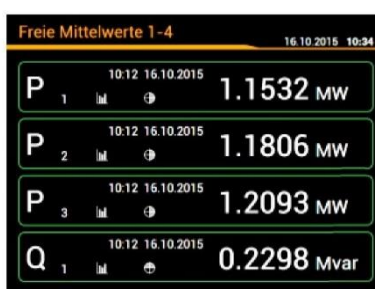 Freie Mittelwerte 1-4
16.10.2015 10:34
10:12 16.10.2015
P 1 1.1532 MW
10:12 16.10.2015
P 2 1.1806 MW
10:12 16.10.2015
P 3 1.2093 MW
10:12 16.10.2015
Q 1 0.2298 Mvar